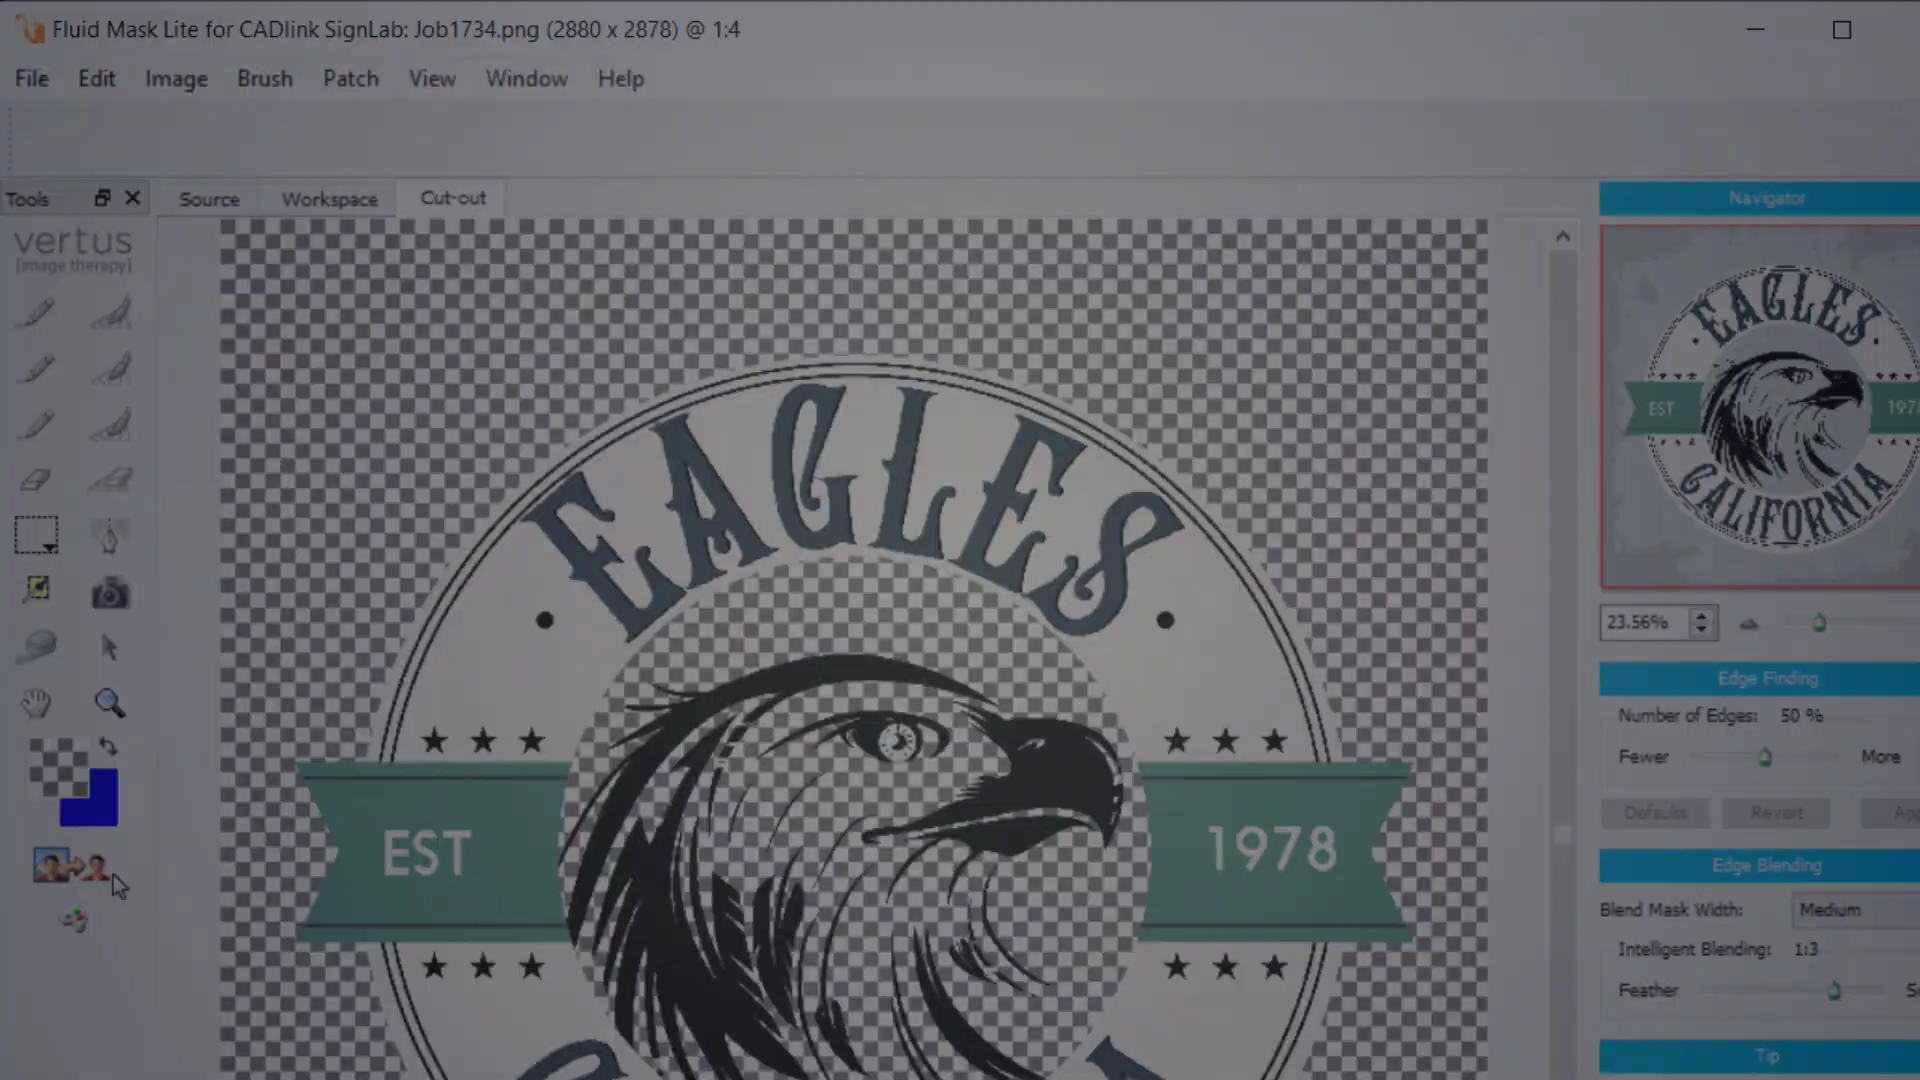 Fluid Mask Lite for CADlink SignLab: Job1734.png (2880 x 2878) @ 1:4
File Edit Image Brush Patch View Window Help
Tools
Source Workspace Cut-out
Navigator
vertus
[image therapy]
EAGLES
EST
1978
EAGLES
EST 1978
CALIFORNIA
23.56%
Edge Finding
Number of Edges: 50 %
Fewer More
Defaults Revert
Edge Blending
Blend Mask Width: Medium
Intelligent Blending: 1:3
Feather
Tip